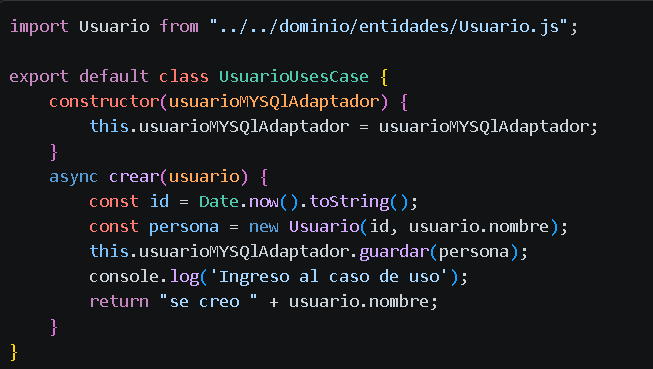 import Usuario from "../../dominio/entidades/Usuario.js";
export default class UsuarioUsesCase {
constructor(usuarioMYSQlAdaptador) {
this.usuarioMYSQlAdaptador = usuarioMYSQlAdaptador;
}
async crear(usuario) {
const id = Date.now().toString();
const persona = new Usuario(id, usuario.nombre);
this.usuarioMYSQlAdaptador.guardar(persona);
console.log('Ingreso al caso de uso');
return "se creo " + usuario.nombre;
}
}